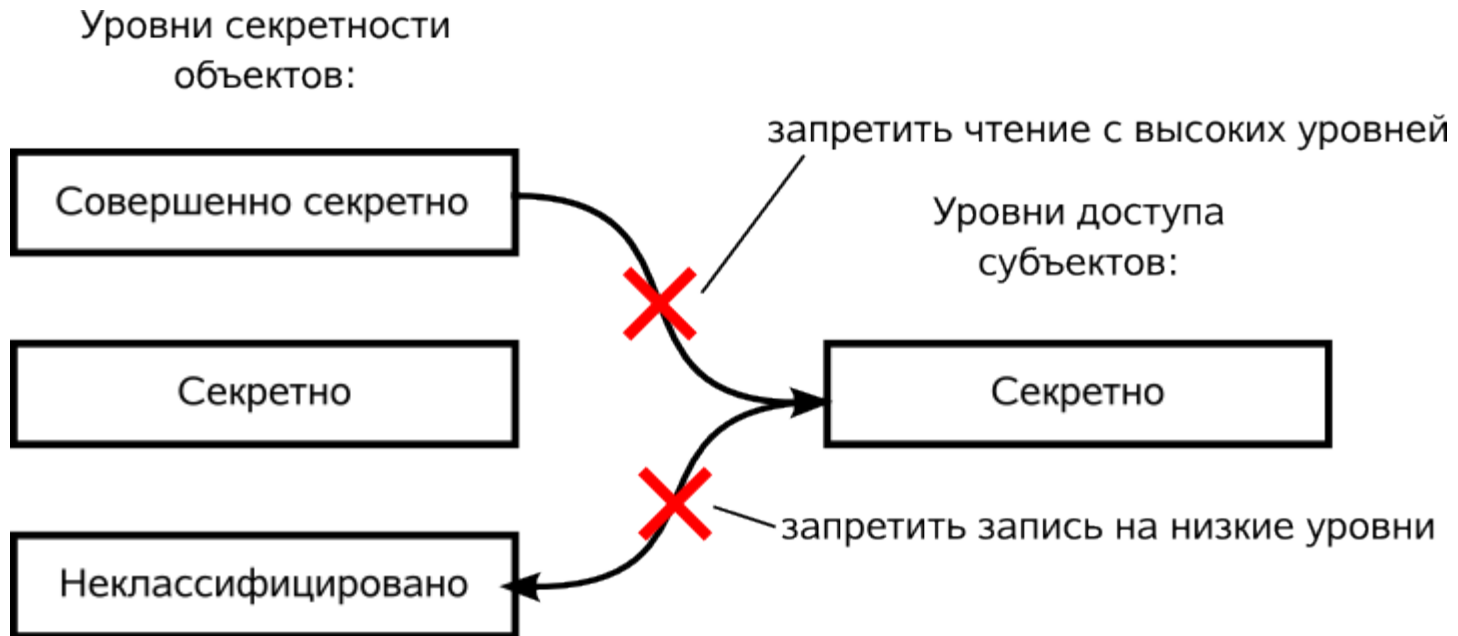 Уровни секретности
объектов:
запретить чтение с высоких уровней
Совершенно секретно
Уровни доступа
субъектов:
Секретно
Секретно
запретить запись на низкие уровни
Неклассифицировано